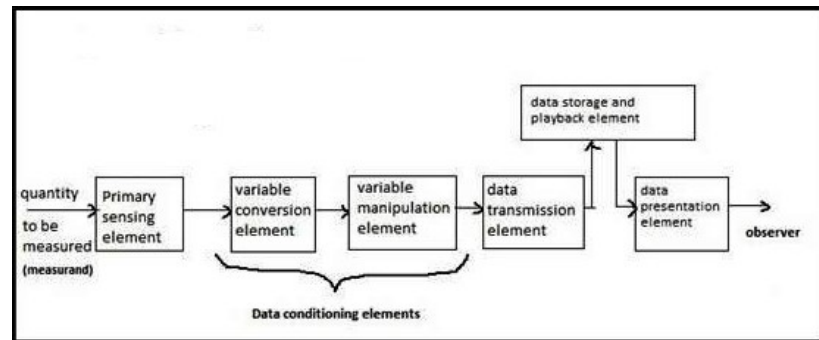 data storage and
playback element
quantity
to be
measured
(measurand)
Primary
sensing
element
variable
conversion
element
variable
manipulation
element
data
transmission
element
data
presentation
element
observer
Data conditioning elements